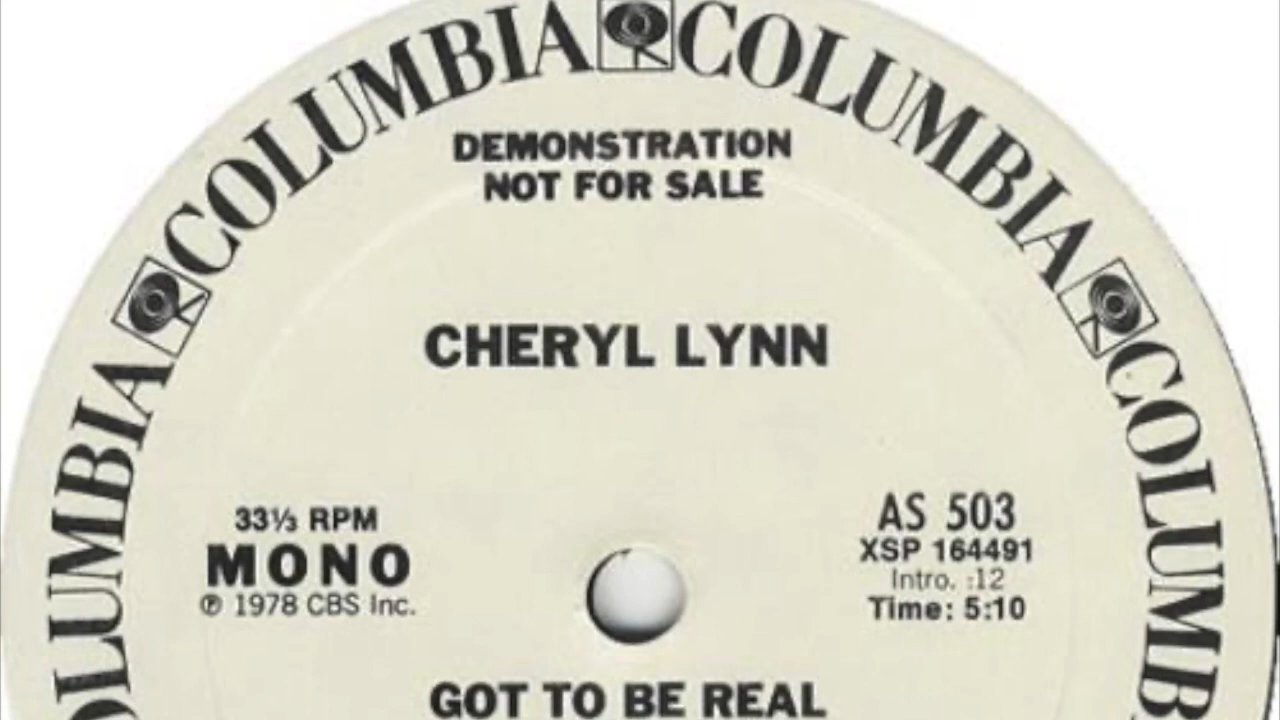 COLUMBIA COLUMBIA COLUMBIA COLUMB
DEMONSTRATION
NOT FOR SALE
CHERYL LYNN
33⅓ RPM
MONO
℗ 1978 CBS Inc.
AS 503
XSP 164491
Intro. :12
Time: 5:10
GOT TO BE REAL